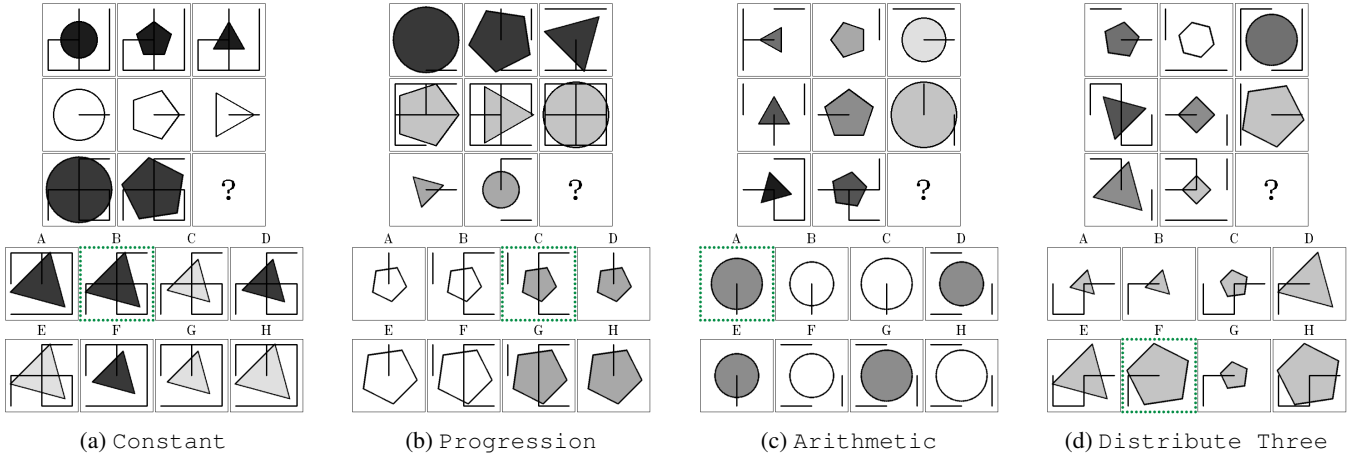 ? ? ? ?
A B C D A B C D A B C D A B C D
E F G H E F G H E F G H E F G H
(a) Constant (b) Progression (c) Arithmetic (d) Distribute Three